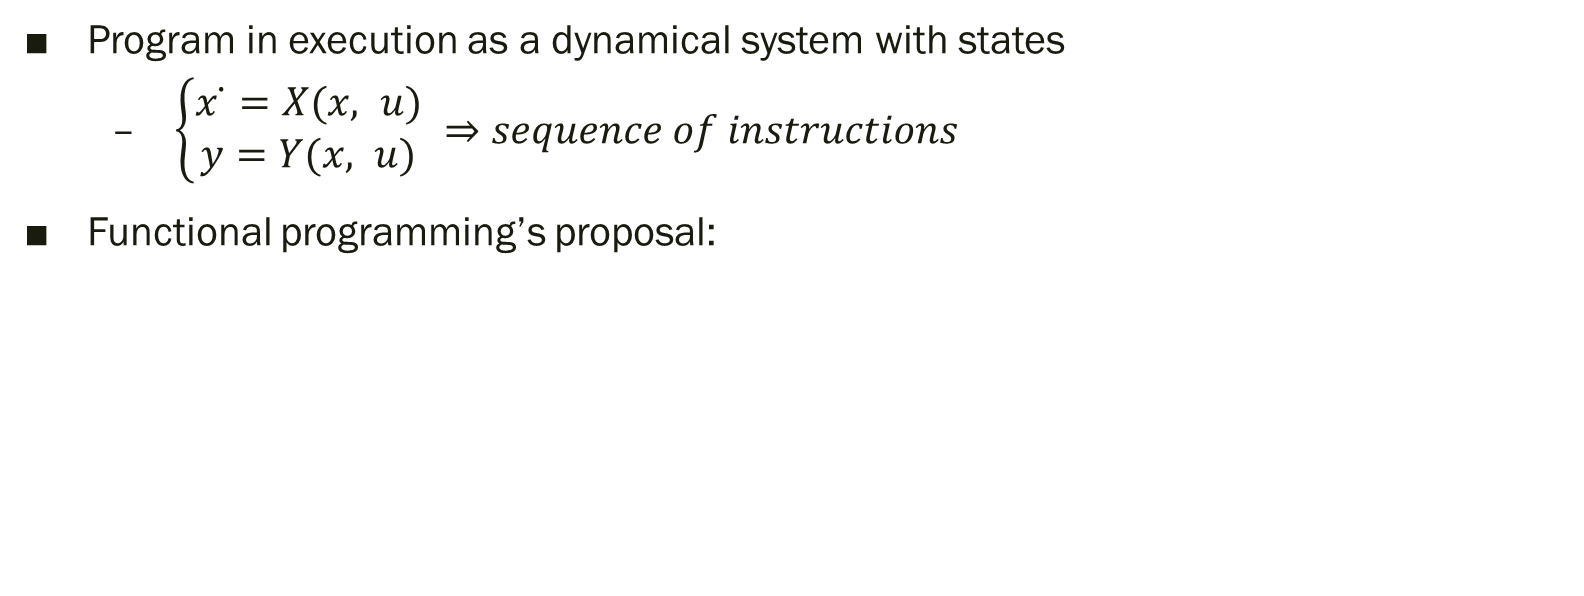 ■ Program in execution as a dynamical system with states
– { x˙ = X(x, u)
y = Y(x, u) ⇒ sequence of instructions
■ Functional programming’s proposal: